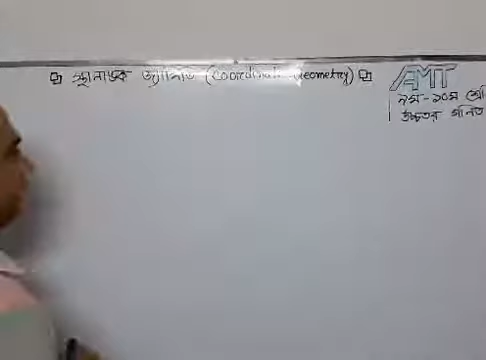 স্থানাঙ্ক জ্যামিতি (Coordinate Geometry)
AMT
৯ম-১০ম শ্রেণি
উচ্চতর গণিত